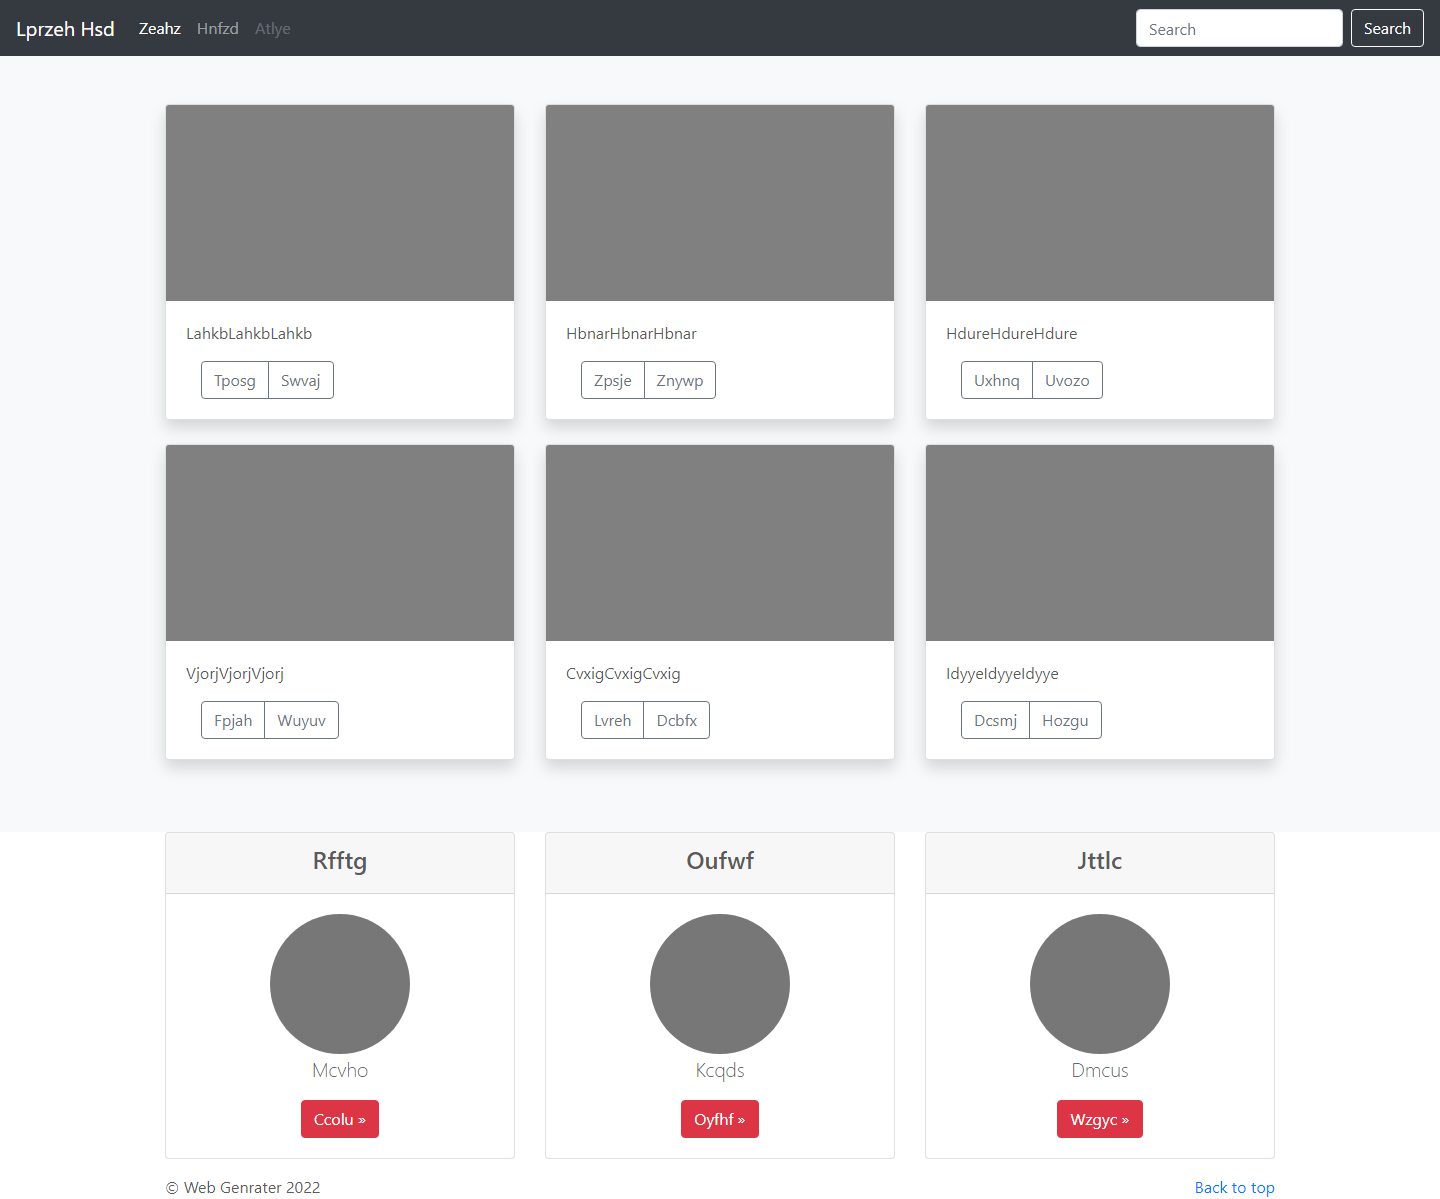 Lprzeh Hsd Zeahz Hnfzd Atlye Search Search
LahkbLahkbLahkb HbnarHbnarHbnar HdureHdureHdure
Tposg Swvaj Zpsje Znywp Uxhnq Uvozo
VjorjVjorjVjorj CvxigCvxigCvxig IdyyeIdyyeIdyye
Fpjah Wuyuv Lvreh Dcbfx Dcsmj Hozgu
Rfftg Oufwf Jttlc
Mcvho Kcqds Dmcus
Ccolu » Oyfhf » Wzgyc »
© Web Genrater 2022 Back to top